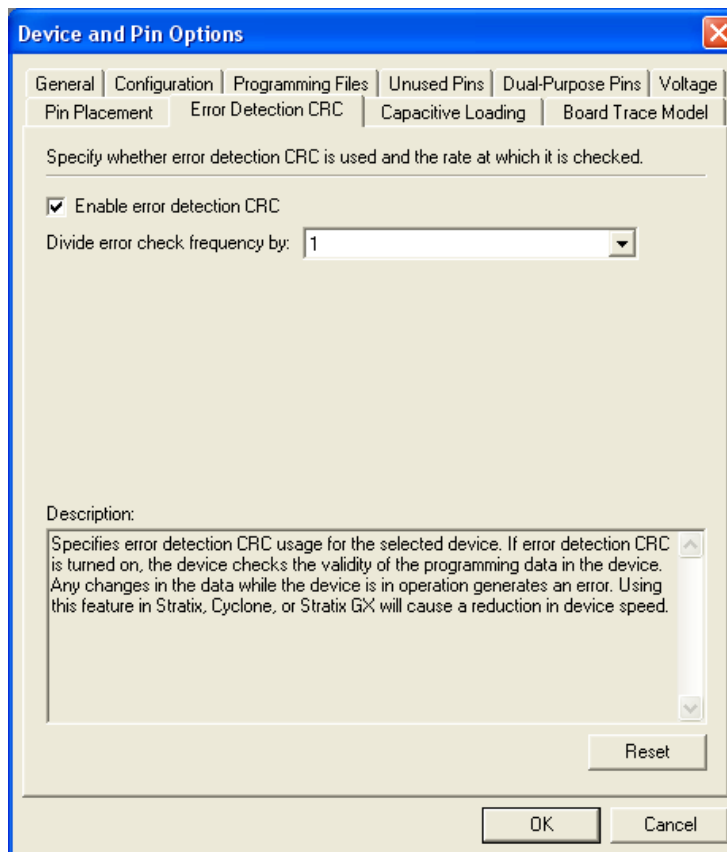 Device and Pin Options
General Configuration Programming Files Unused Pins Dual-Purpose Pins Voltage
Pin Placement Error Detection CRC Capacitive Loading Board Trace Model
Specify whether error detection CRC is used and the rate at which it is checked.
Enable error detection CRC
Divide error check frequency by: 1
Description:
Specifies error detection CRC usage for the selected device. If error detection CRC
is turned on, the device checks the validity of the programming data in the device.
Any changes in the data while the device is in operation generates an error. Using
this feature in Stratix, Cyclone, or Stratix GX will cause a reduction in device speed.
Reset
OK Cancel